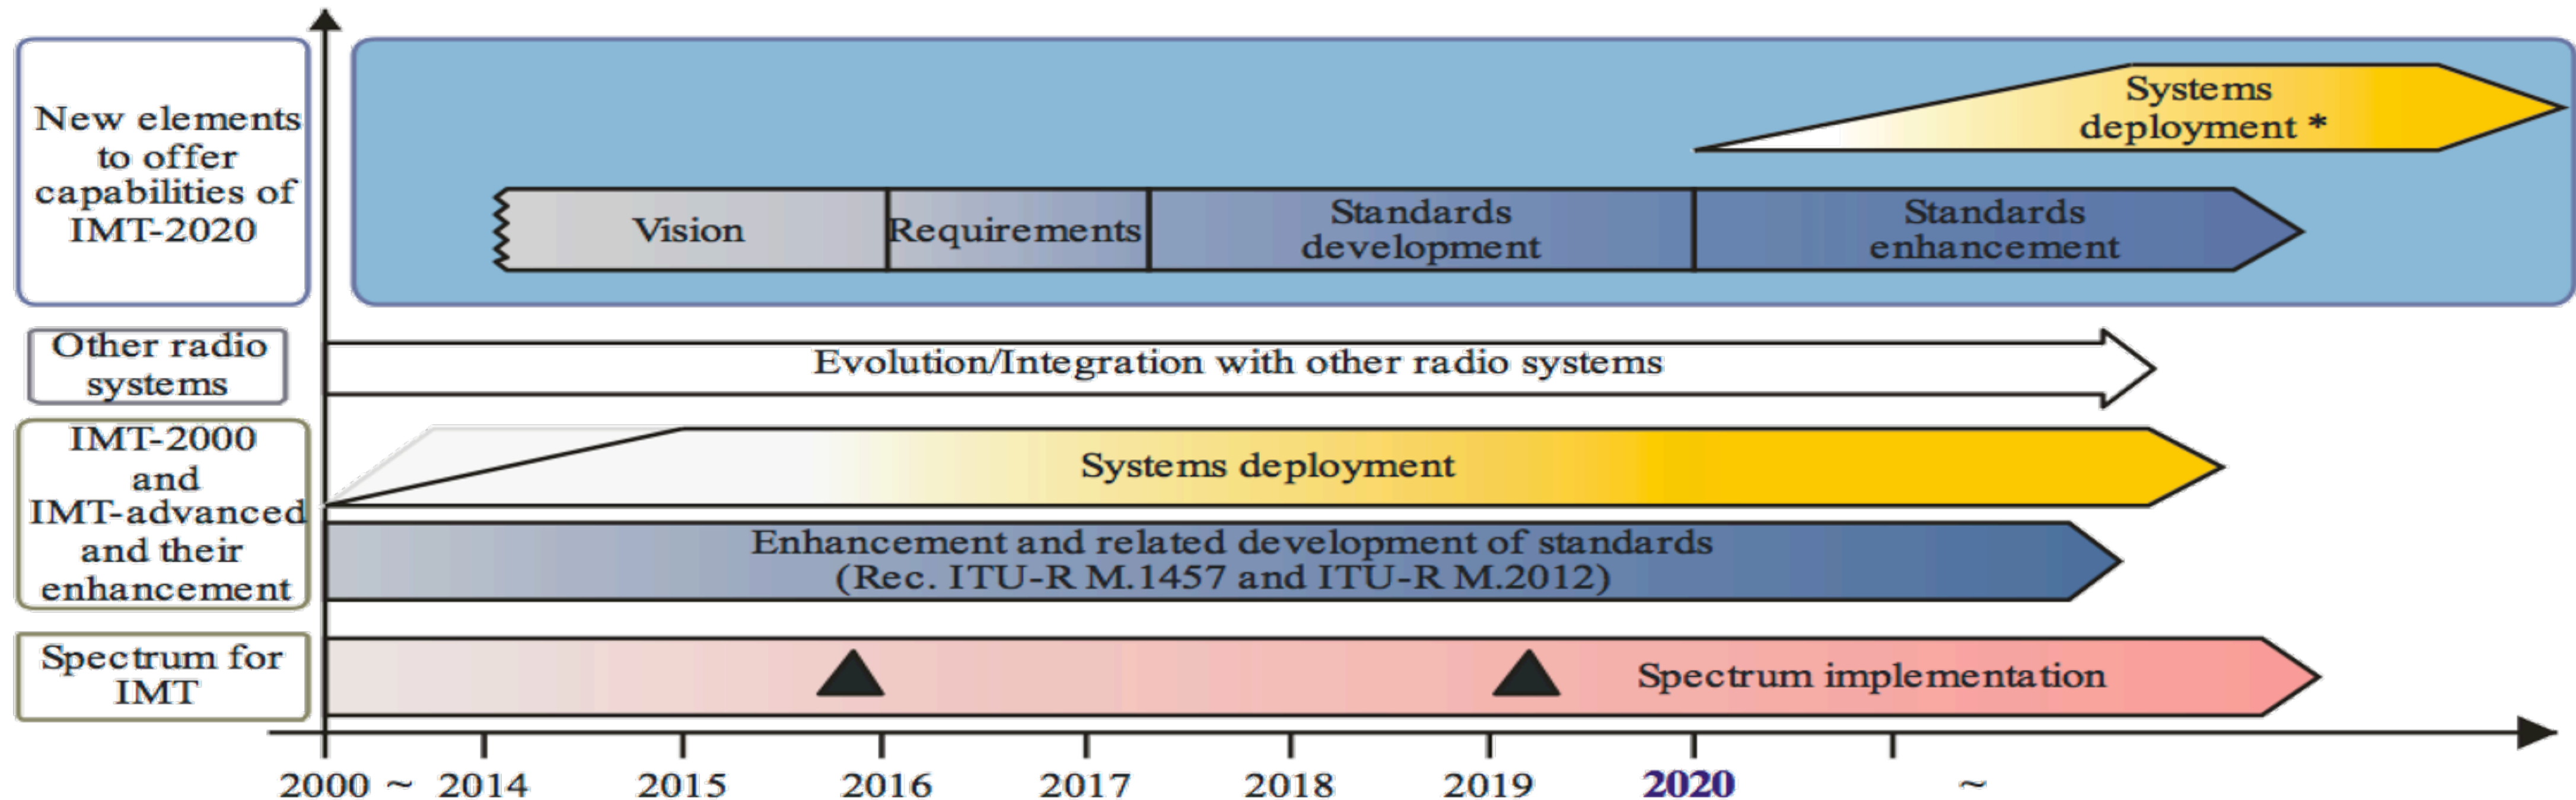 New elements
to offer
capabilities of
IMT-2020
Systems
deployment *
Vision
Requirements
Standards
development
Standards
enhancement
Other radio
systems
Evolution/Integration with other radio systems
IMT-2000
and
IMT-advanced
and their
enhancement
Systems deployment
Enhancement and related development of standards
(Rec. ITU-R M.1457 and ITU-R M.2012)
Spectrum for
IMT
Spectrum implementation
2000 ~ 2014 2015 2016 2017 2018 2019 2020 ~